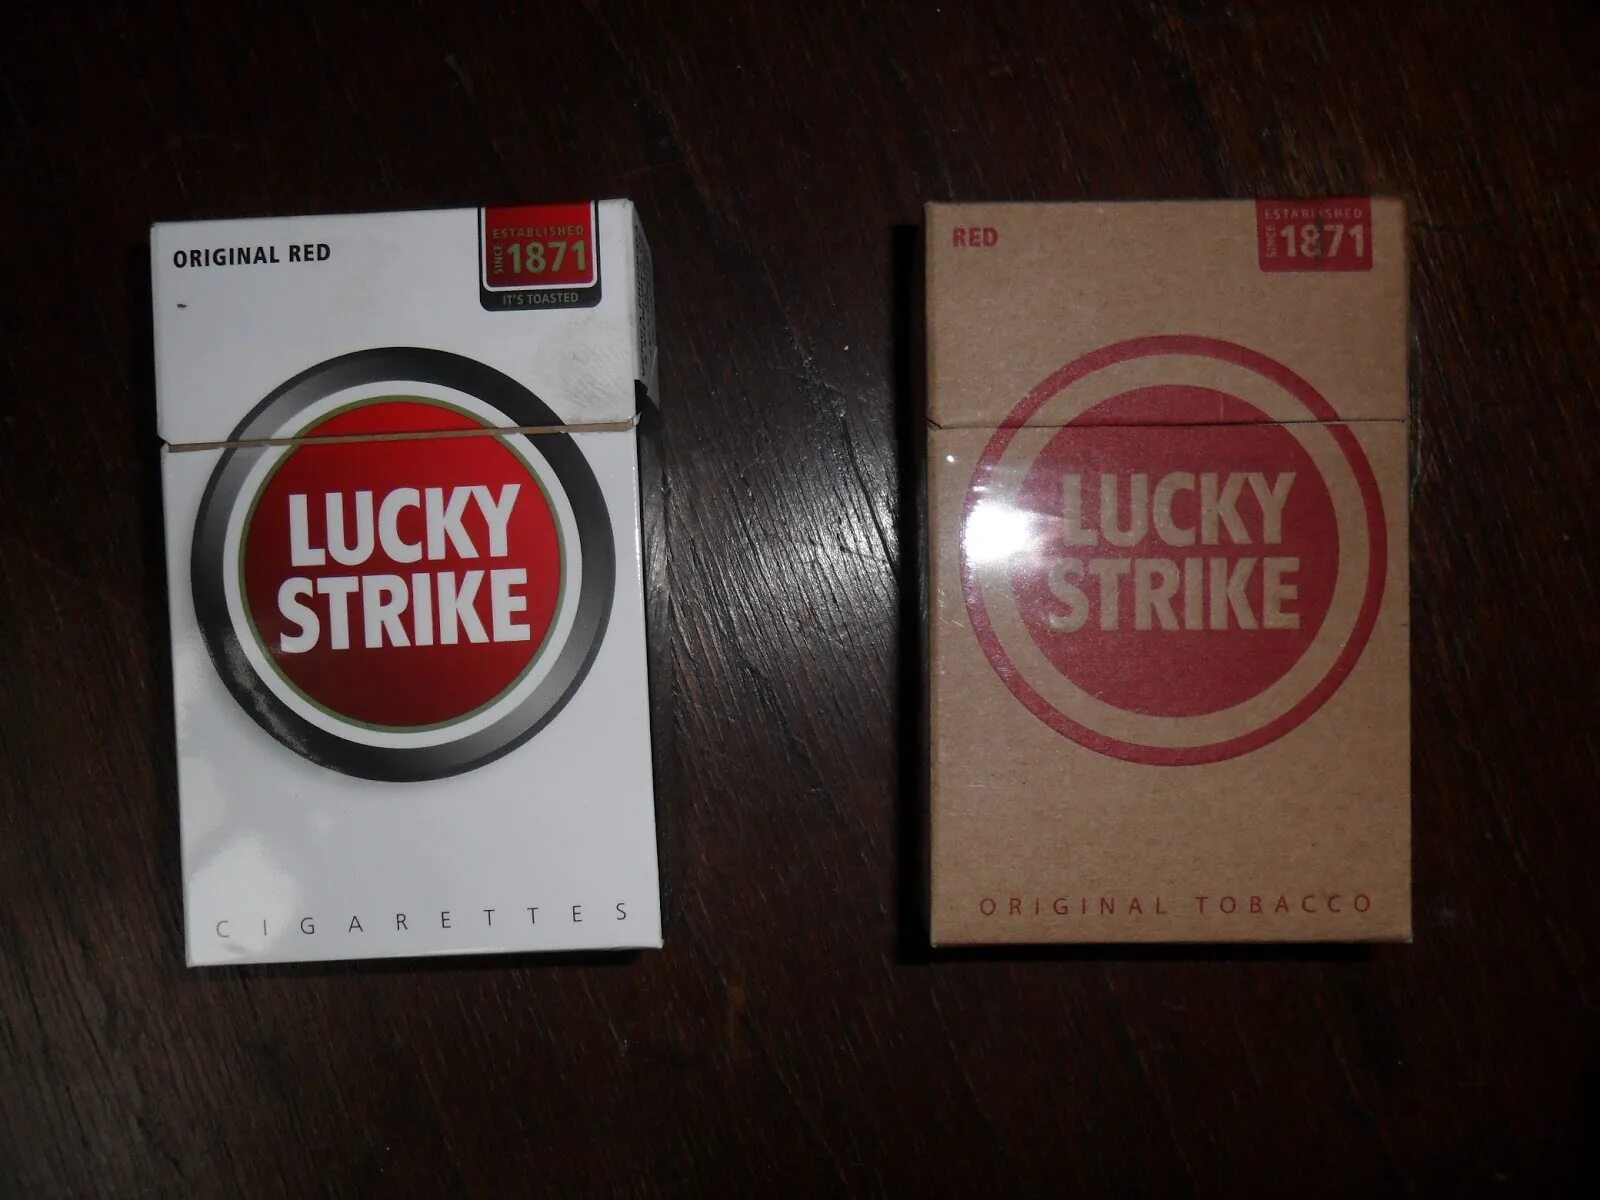 ORIGINAL RED
ESTABLISHED
SINCE 1871
IT'S TOASTED
LUCKY
STRIKE
CIGARETTES
RED
ESTABLISHED
SINCE 1871
LUCKY
STRIKE
ORIGINAL TOBACCO